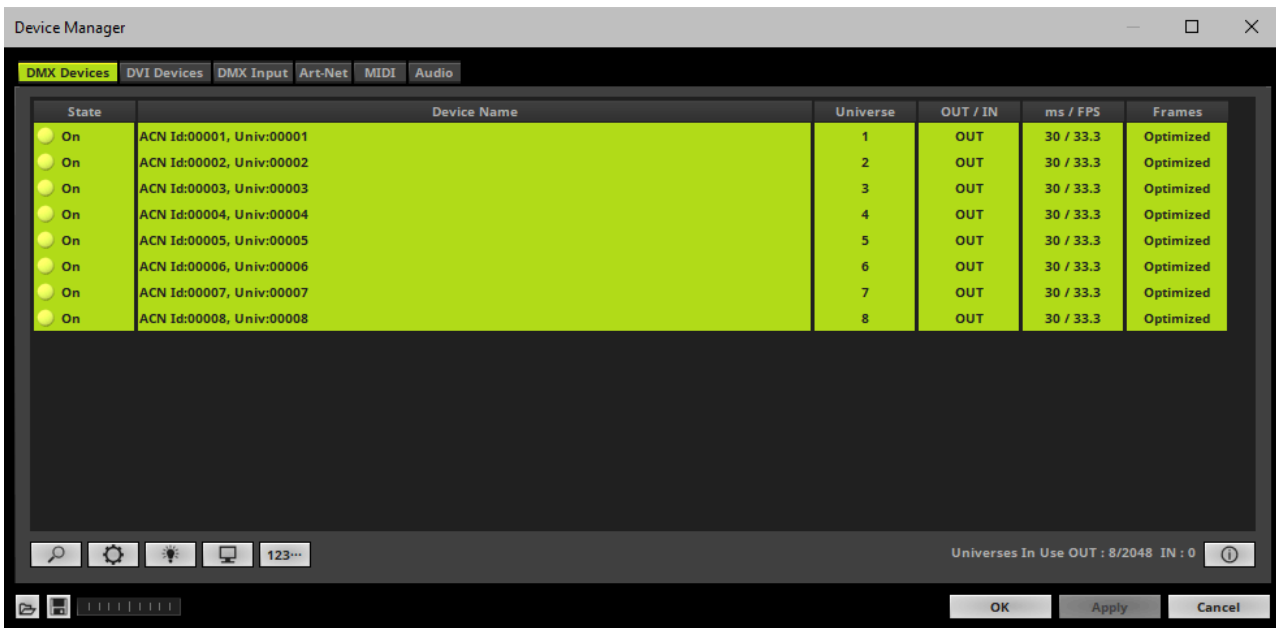 Device Manager
DMX Devices DVI Devices DMX Input Art-Net MIDI Audio
State Device Name Universe OUT / IN ms / FPS Frames
On ACN Id:00001, Univ:00001 1 OUT 30 / 33.3 Optimized
On ACN Id:00002, Univ:00002 2 OUT 30 / 33.3 Optimized
On ACN Id:00003, Univ:00003 3 OUT 30 / 33.3 Optimized
On ACN Id:00004, Univ:00004 4 OUT 30 / 33.3 Optimized
On ACN Id:00005, Univ:00005 5 OUT 30 / 33.3 Optimized
On ACN Id:00006, Univ:00006 6 OUT 30 / 33.3 Optimized
On ACN Id:00007, Univ:00007 7 OUT 30 / 33.3 Optimized
On ACN Id:00008, Univ:00008 8 OUT 30 / 33.3 Optimized
123... Universes In Use OUT : 8/2048 IN : 0
OK Apply Cancel